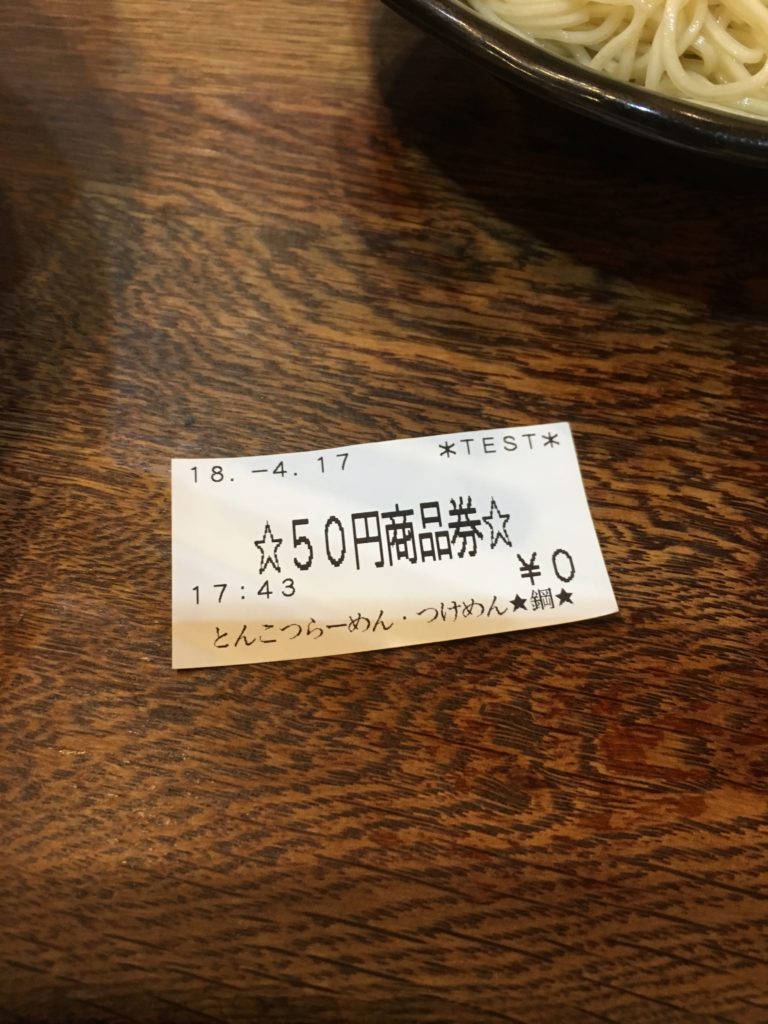 18.-4.17 *TEST*
☆50円商品券☆
¥0
17:43
とんこつらーめん・つけめん★鋼★